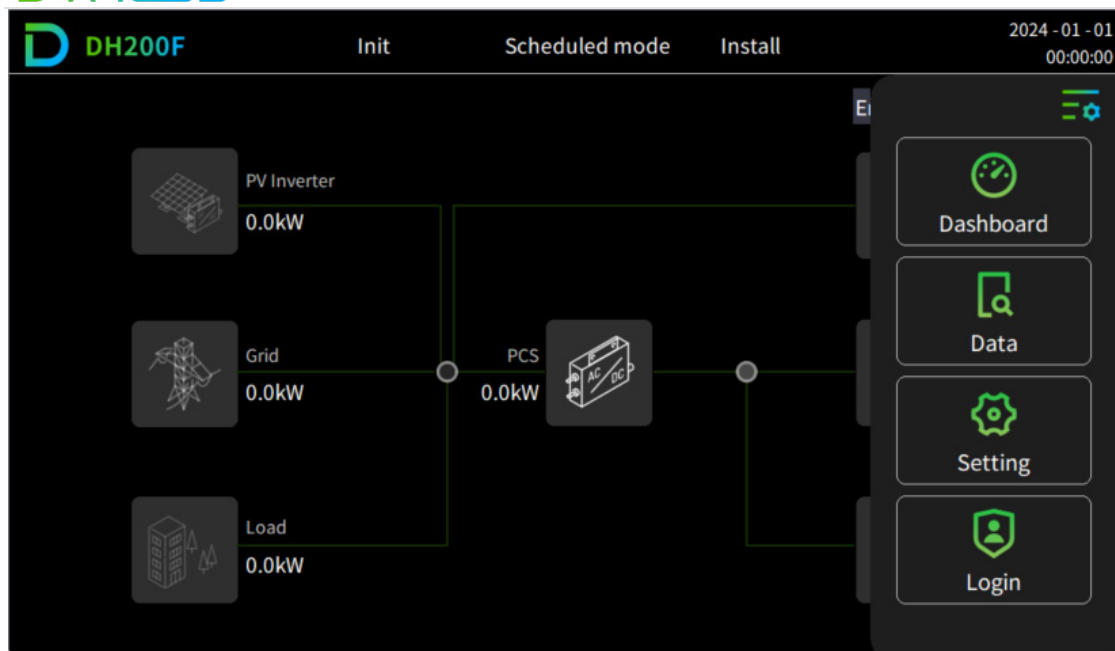 DH200F
Init
Scheduled mode
Install
2024-01-01
00:00:00
PV Inverter
0.0kW
Grid
0.0kW
PCS
0.0kW
AC
DC
Load
0.0kW
Dashboard
Data
Setting
Login